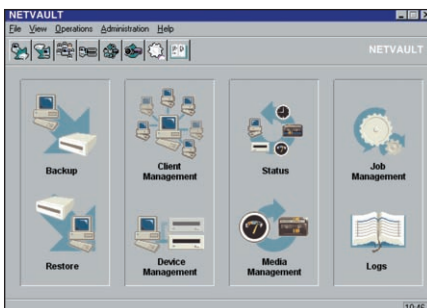 NETVAULT
File View Operations Administration Help
NETVAULT
Backup
Client
Management
Status
Job
Management
Restore
Device
Management
Media
Management
Logs
10:46